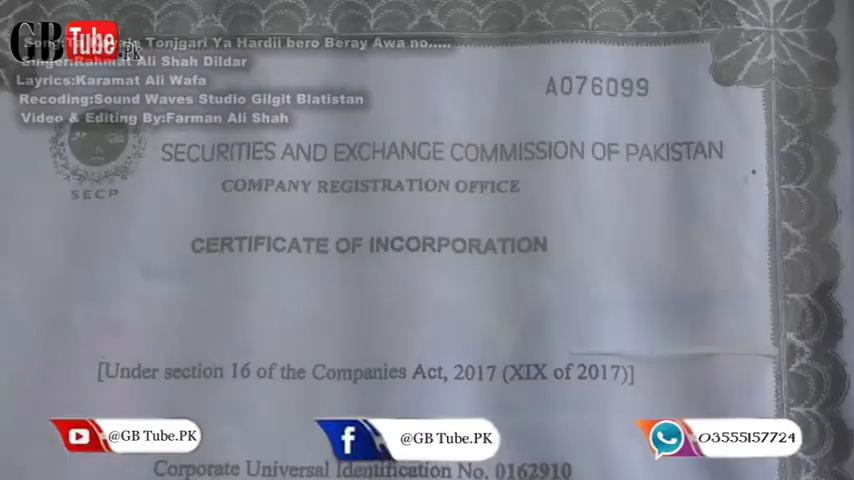 GB Tube.Pk
Tonjgari Ya Hardii bero Beray Awa no.....
Singer:Rahmat Ali Shah Dildar
Layrics:Karamat Ali Wafa
Recoding:Sound Waves Studio Gilgit Blatistan
Video & Editing By:Farman Ali Shah
A076099
SECP
SECURITIES AND EXCHANGE COMMISSION OF PAKISTAN
COMPANY REGISTRATION OFFICE
CERTIFICATE OF INCORPORATION
[Under section 16 of the Companies Act, 2017 (XIX of 2017)]
@GB Tube.PK
@GB Tube.PK
03555157724
Corporate Universal Identification No. 0162910